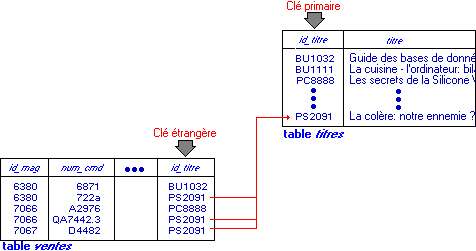 Clé primaire
id_titre titre
BU1032 Guide des bases de donné
BU1111 La cuisine - l'ordinateur: bil
PC8888 Les secrets de la Silicone V
PS2091 La colère: notre ennemie ?
table titres
Clé étrangère
id_mag num_cmd id_titre
6380 6871 BU1032
6380 722a PS2091
7066 A2976 PC8888
7066 QA7442.3 PS2091
7067 D4482 PS2091
table ventes